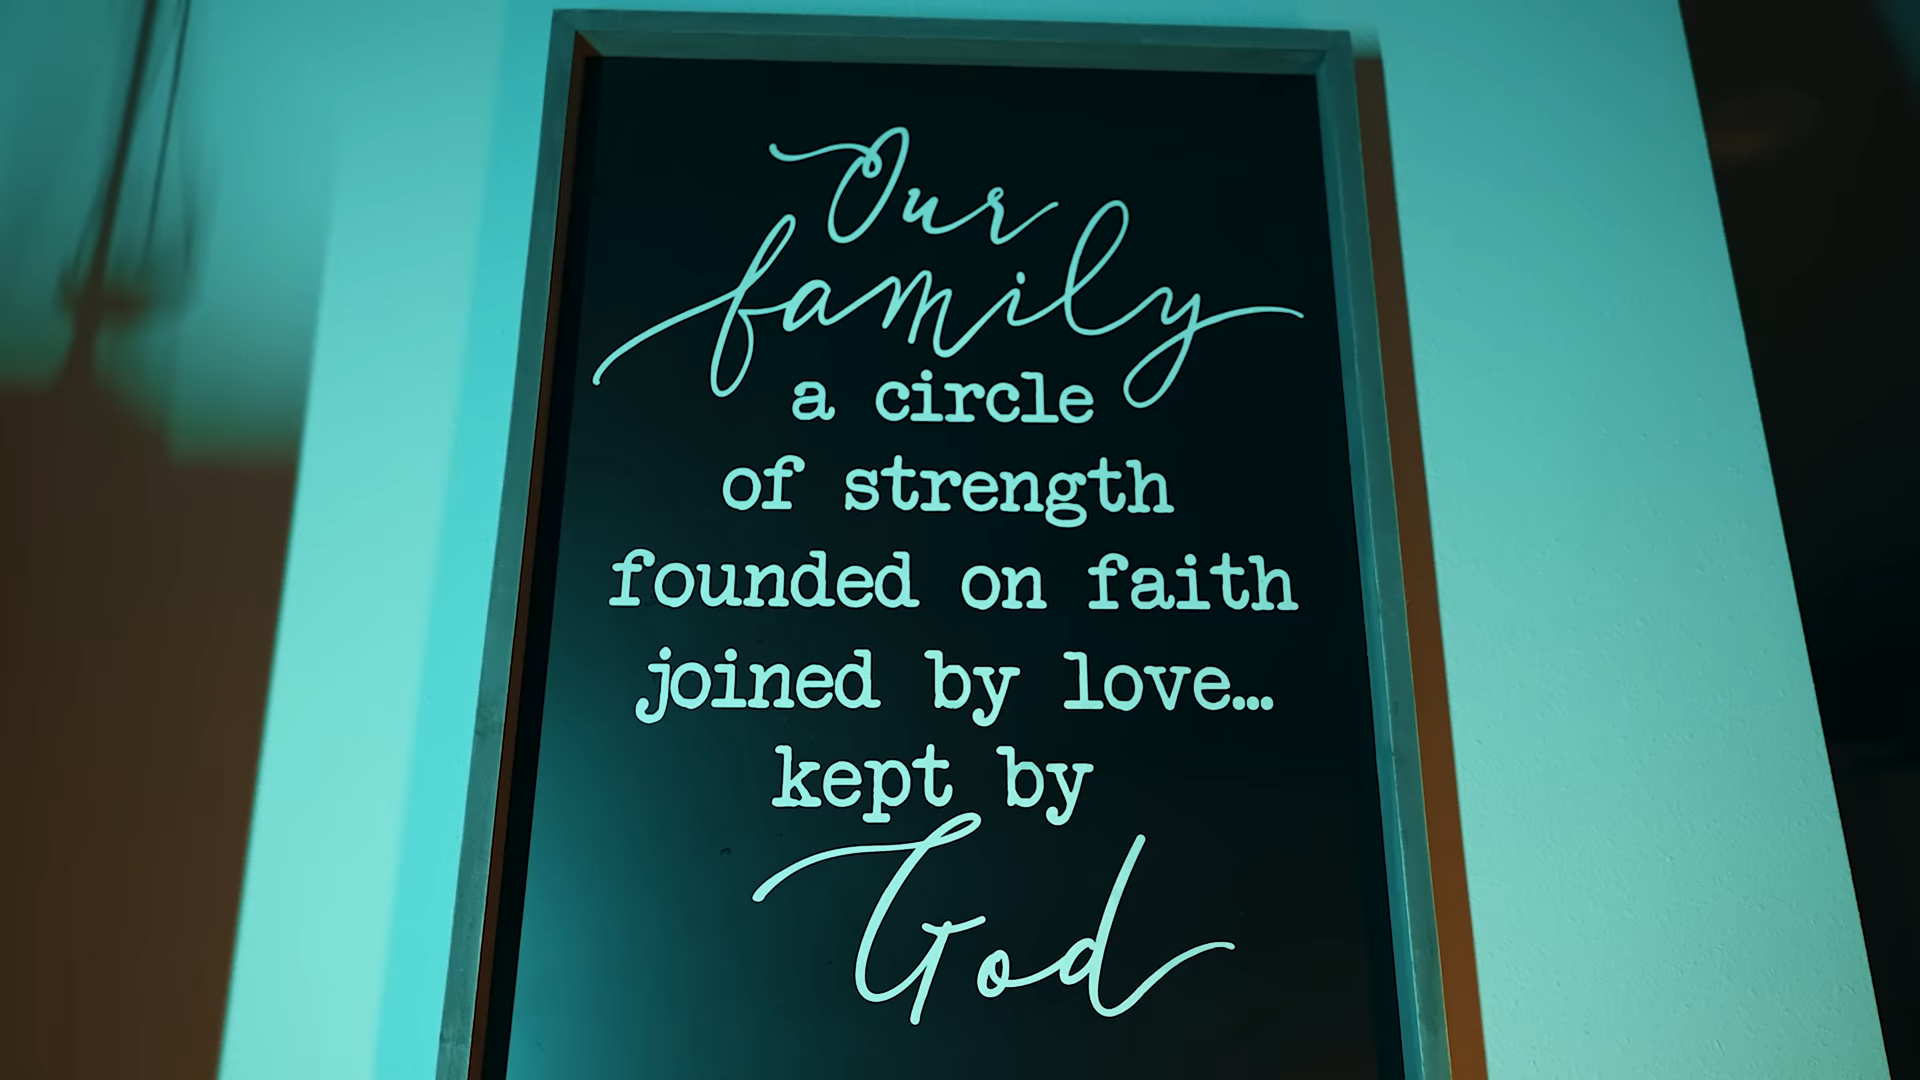 Our
family
a circle
of strength
founded on faith
joined by love...
kept by
God